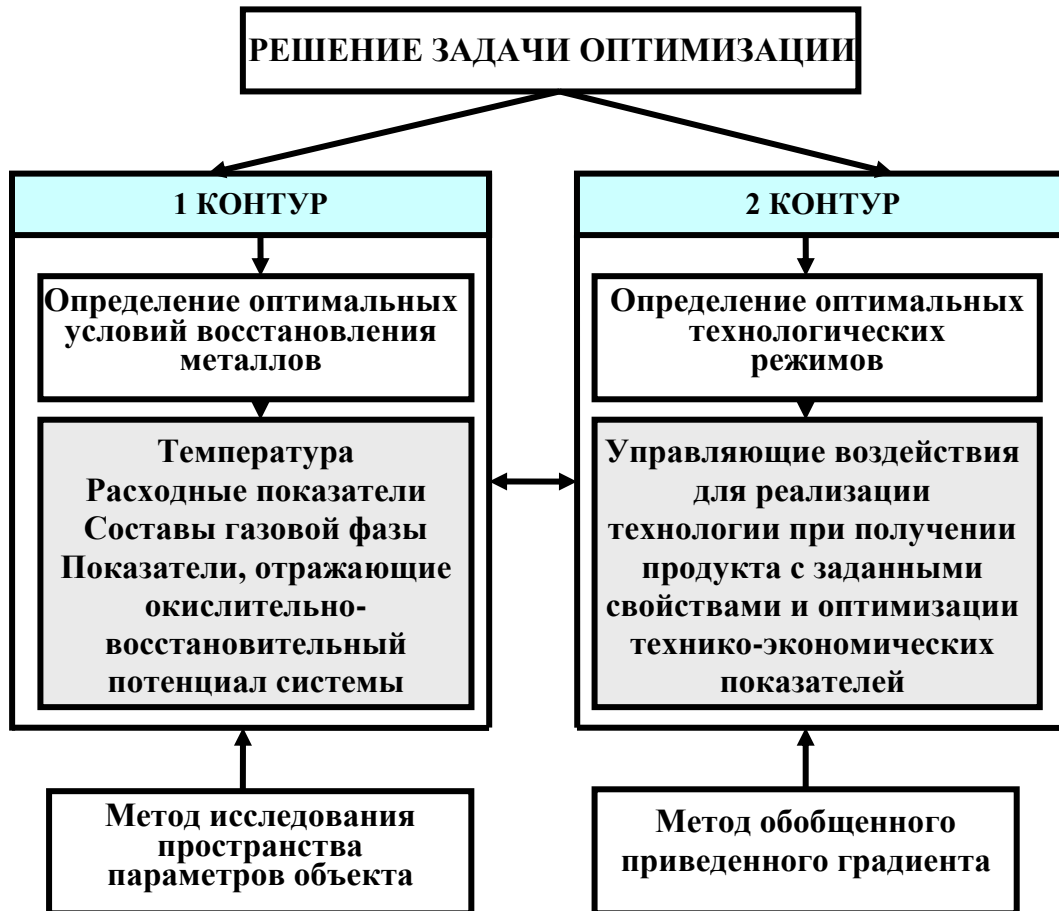 РЕШЕНИЕ ЗАДАЧИ ОПТИМИЗАЦИИ
1 КОНТУР
Определение оптимальных
условий восстановления
металлов
Температура
Расходные показатели
Составы газовой фазы
Показатели, отражающие
окислительно-
восстановительный
потенциал системы
Метод исследования
пространства
параметров объекта
2 КОНТУР
Определение оптимальных
технологических
режимов
Управляющие воздействия
для реализации
технологии при получении
продукта с заданными
свойствами и оптимизации
технико-экономических
показателей
Метод обобщенного
приведенного градиента